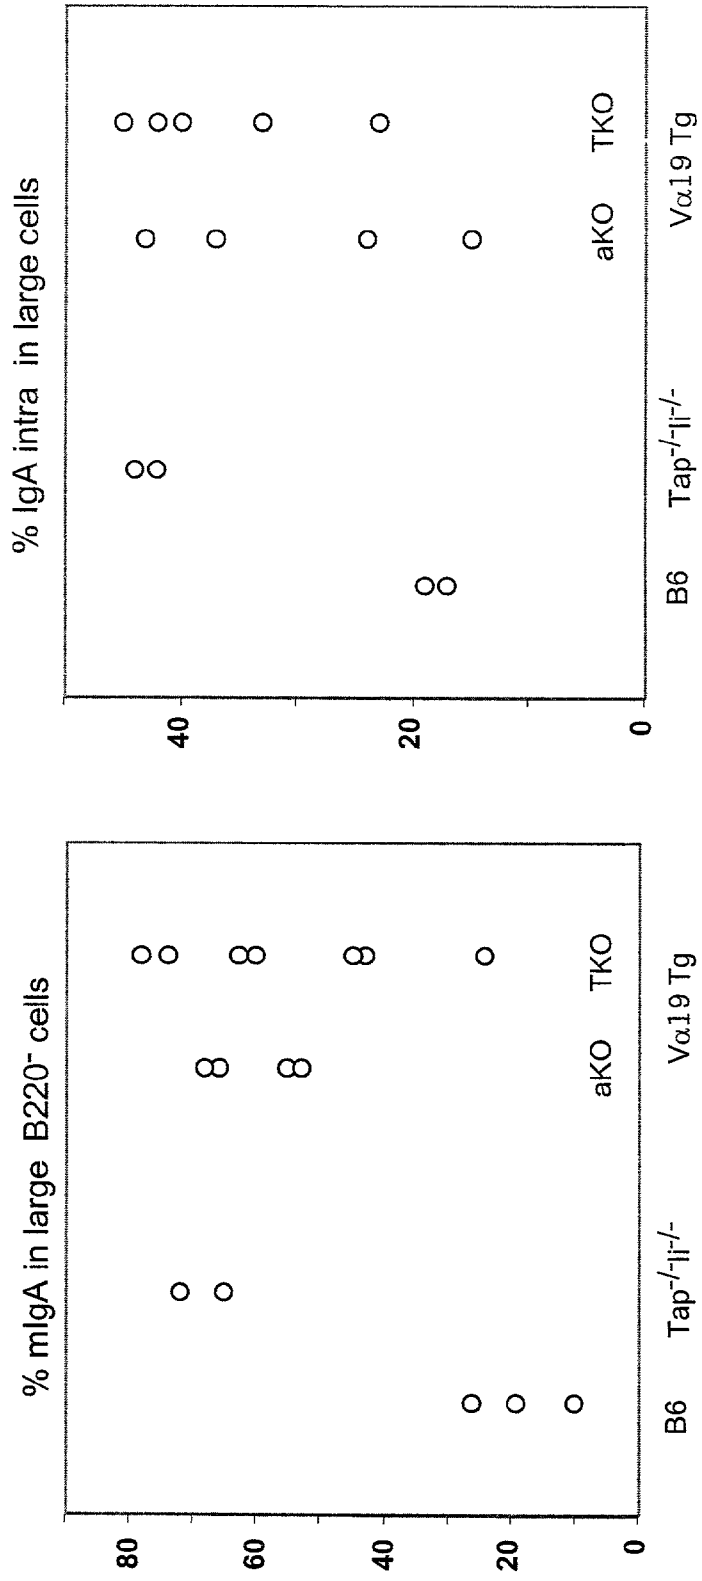 % mIgA in large B220⁻ cells
80
60
40
20
0
aKO TKO
B6 Tap⁻/⁻Ii⁻/⁻ Vα19 Tg
% IgA intra in large cells
40
20
0
aKO TKO
B6 Tap⁻/⁻Ii⁻/⁻ Vα19 Tg